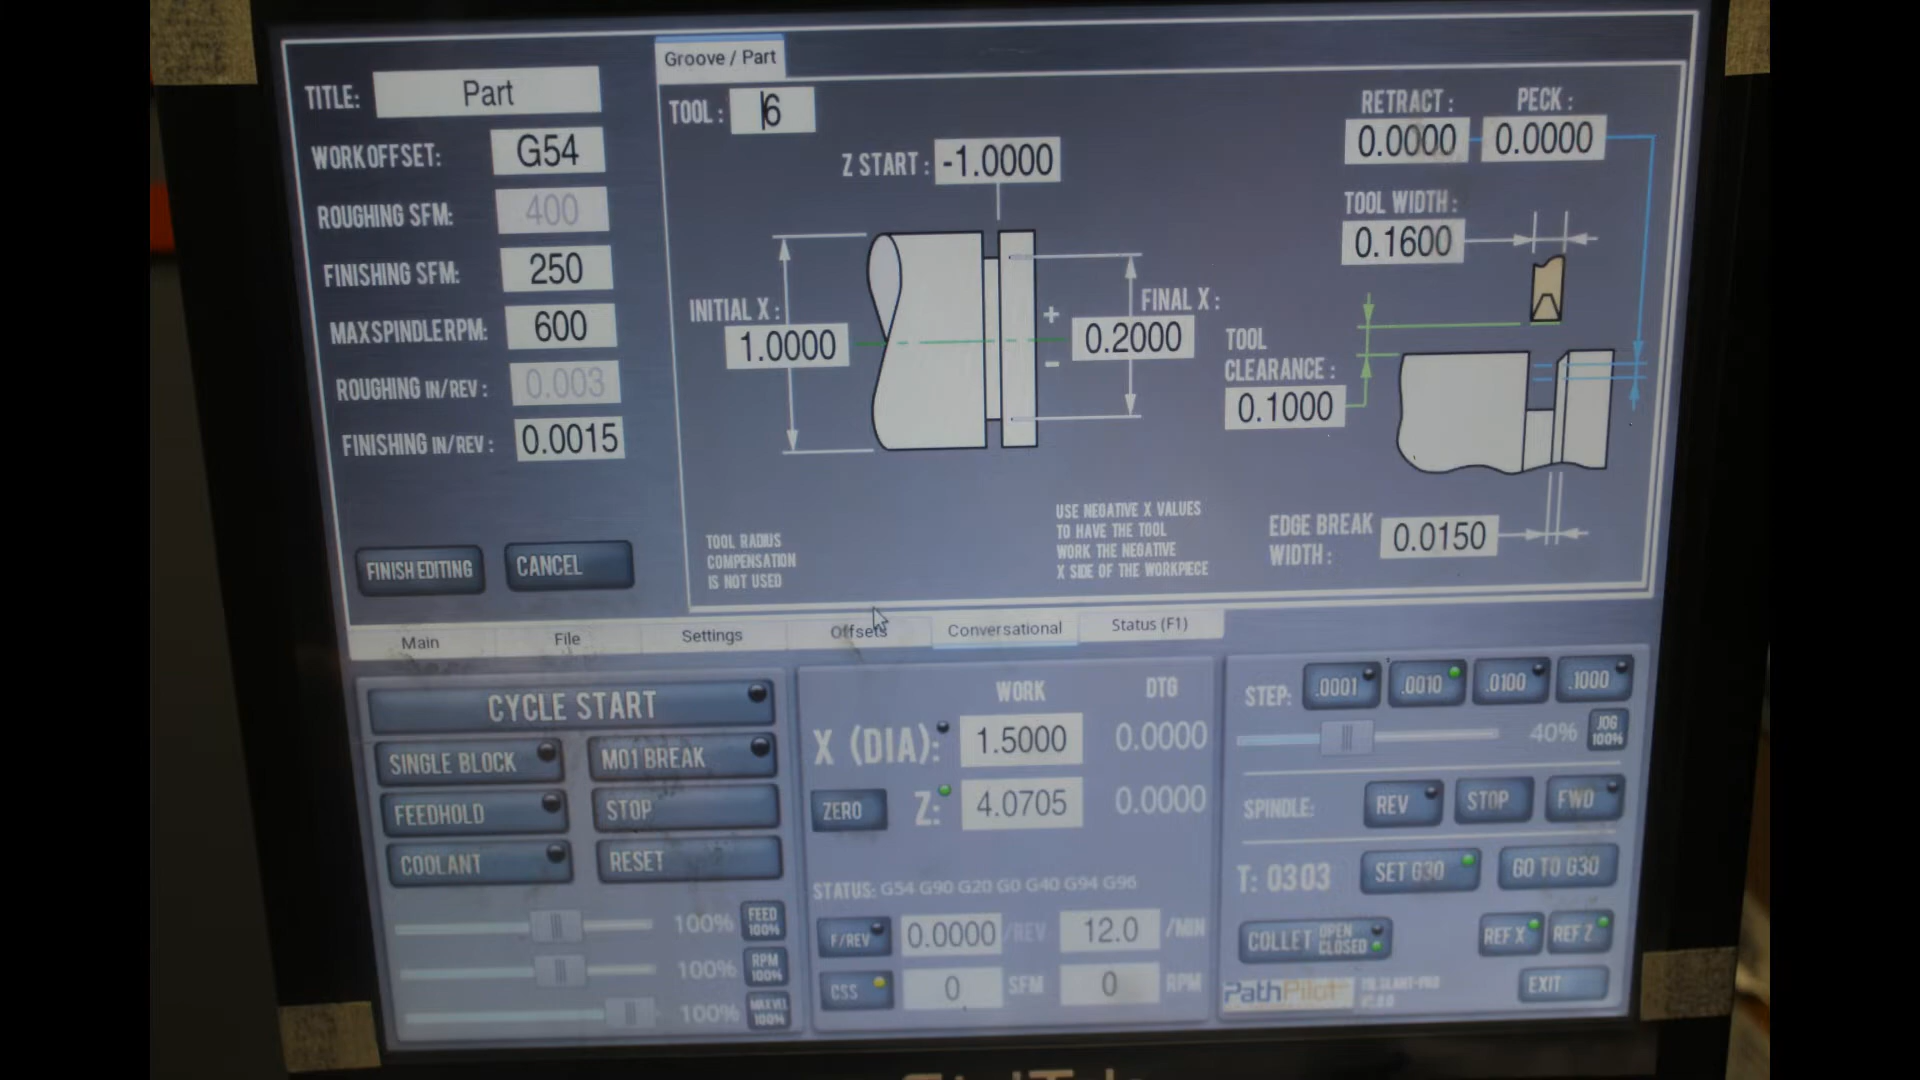 Groove / Part
TITLE: Part
TOOL : 6
RETRACT : PECK :
0.0000 0.0000
WORK OFFSET: G54
Z START : -1.0000
ROUGHING SFM: 400
TOOL WIDTH :
0.1600
FINISHING SFM: 250
INITIAL X :
1.0000
+
FINAL X :
0.2000
-
MAX SPINDLE RPM: 600
TOOL
CLEARANCE :
0.1000
ROUGHING IN/REV : 0.003
FINISHING IN/REV : 0.0015
TOOL RADIUS
COMPENSATION
IS NOT USED
USE NEGATIVE X VALUES
TO HAVE THE TOOL
WORK THE NEGATIVE
X SIDE OF THE WORKPIECE
EDGE BREAK
WIDTH : 0.0150
FINISH EDITING CANCEL
Main File Settings Offsets Conversational Status (F1)
CYCLE START
SINGLE BLOCK M01 BREAK
FEEDHOLD STOP
COOLANT RESET
100% FEED 100%
100% RPM 100%
100% MAXVEL 100%
WORK DTG
X (DIA): 1.5000 0.0000
ZERO Z: 4.0705 0.0000
STATUS: G54 G90 G20 G0 G40 G94 G96
F/REV 0.0000 /REV 12.0 /MIN
CSS 0 SFM 0 RPM
STEP: .0001 .0010 .0100 .1000
40% JOG 100%
SPINDLE: REV STOP FWD
T: 0303 SET G30 GO TO G30
COLLET OPEN CLOSED REF X REF Z
PathPilot
EXIT